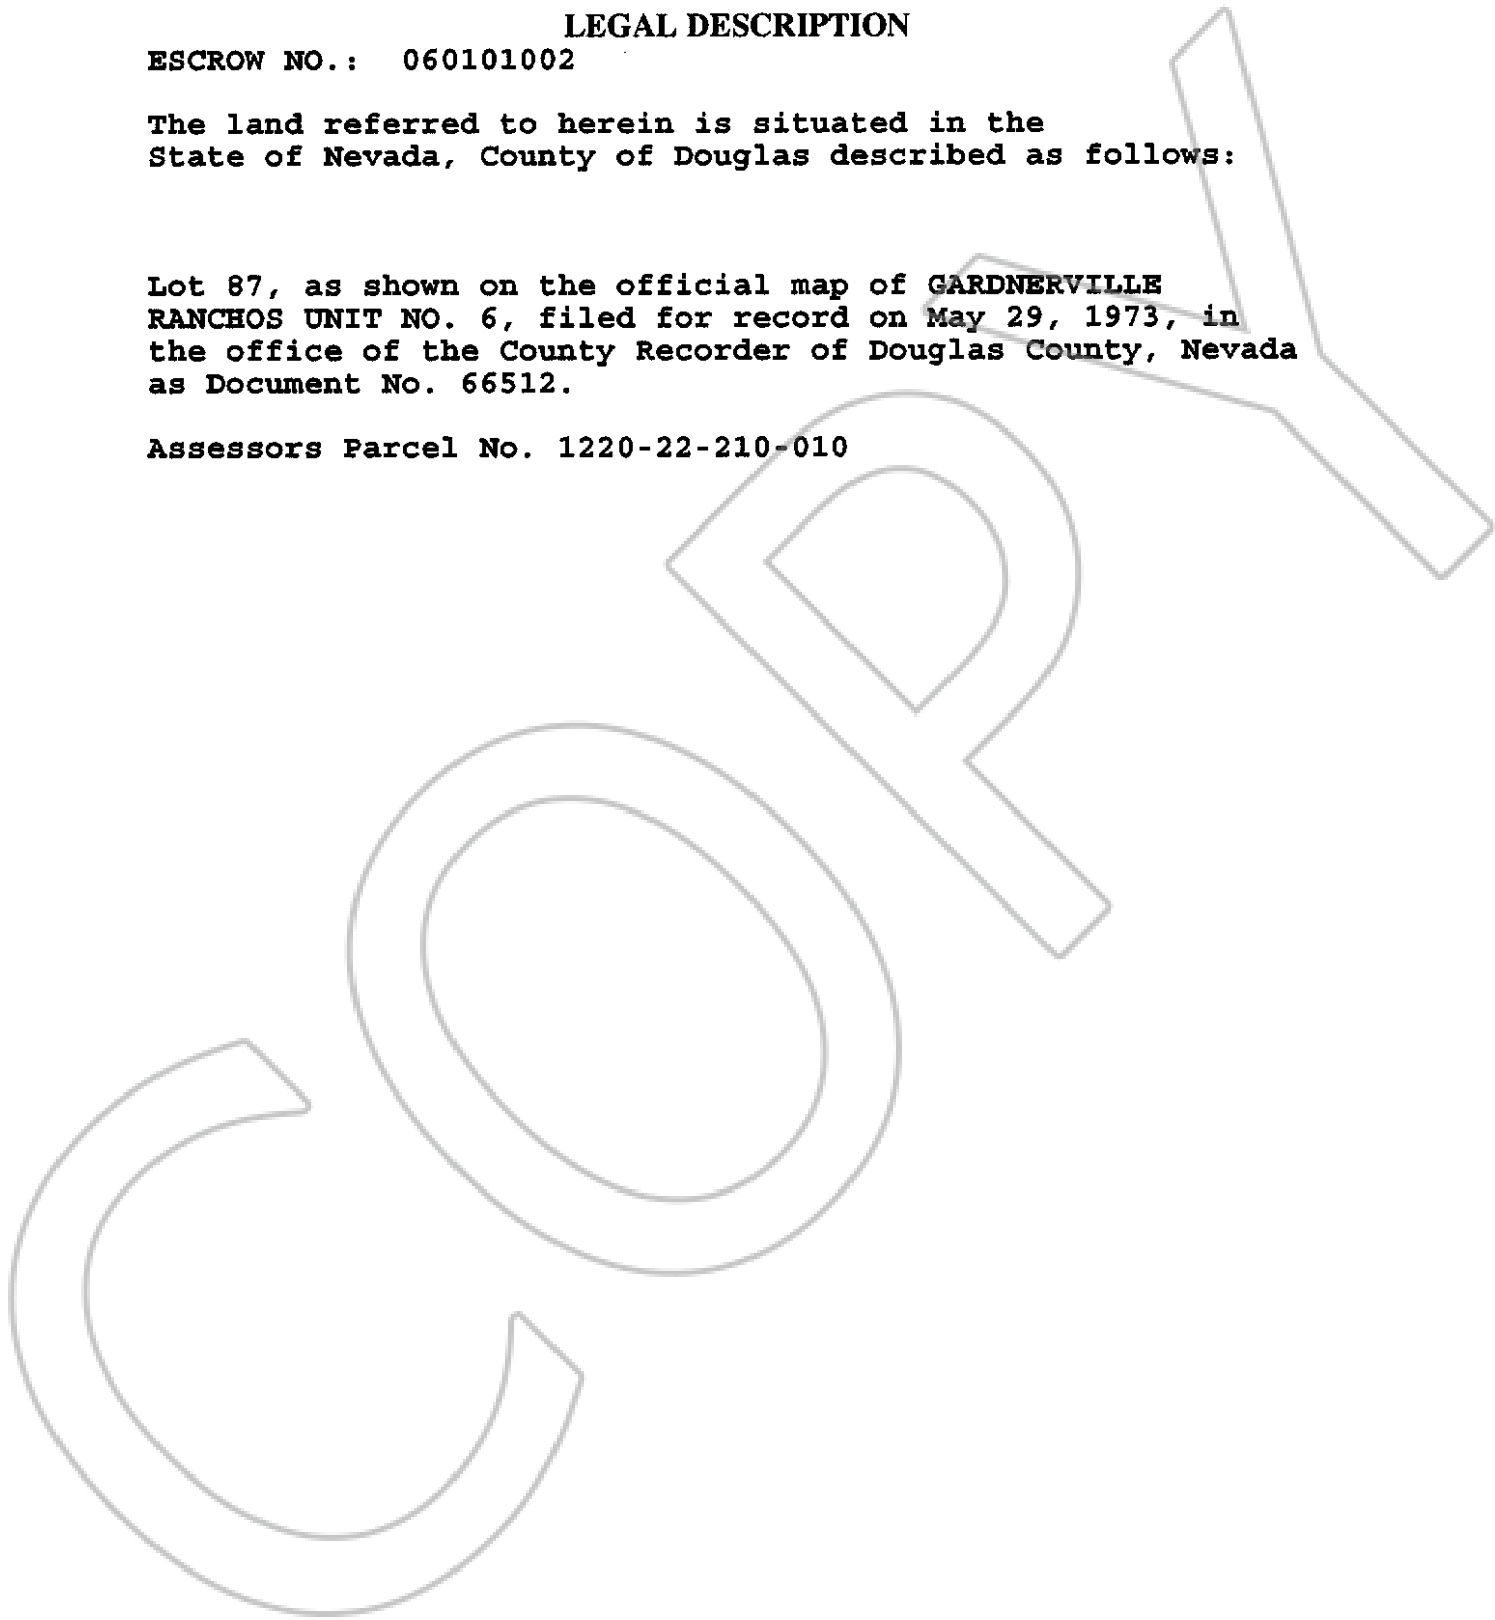 LEGAL DESCRIPTION
ESCROW NO.: 060101002
The land referred to herein is situated in the
State of Nevada, County of Douglas described as follows:
Lot 87, as shown on the official map of GARDNERVILLE
RANCHOS UNIT NO. 6, filed for record on May 29, 1973, in
the office of the County Recorder of Douglas County, Nevada
as Document No. 66512.
Assessors Parcel No. 1220-22-210-010
COPY